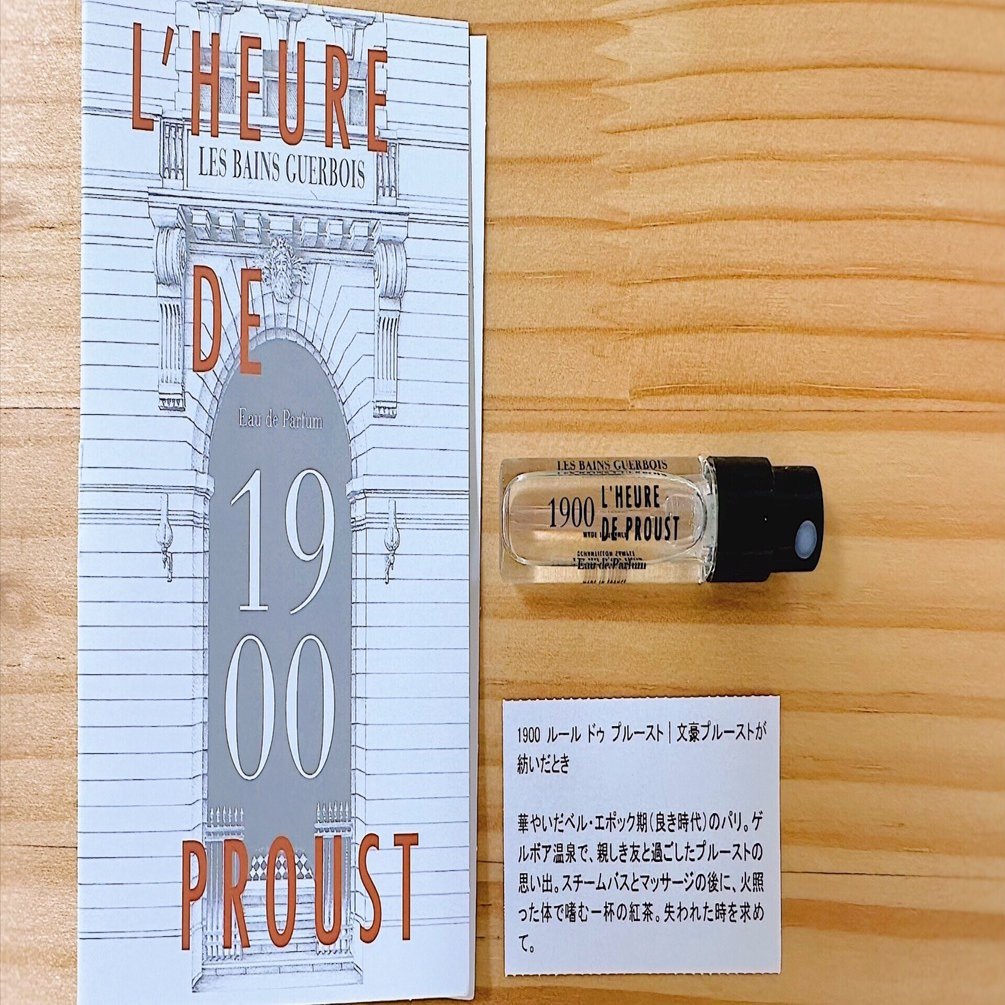 L'HEURE
LES BAINS GUERBOIS
DE
Eau de Parfum
19
00
PROUST
LES BAINS GUERBOIS
1900 L'HEURE
DE PROUST
Eau de Parfum
MADE IN FRANCE
1900 ルール ドゥ プルースト|文豪プルーストが
紡いだとき
華やいだベル・エポック期(良き時代)のパリ。ゲ
ルボア温泉で、親しき友と過ごしたプルーストの
思い出。スチームバスとマッサージの後に、火照
った体で嗜む一杯の紅茶。失われた時を求め
て。